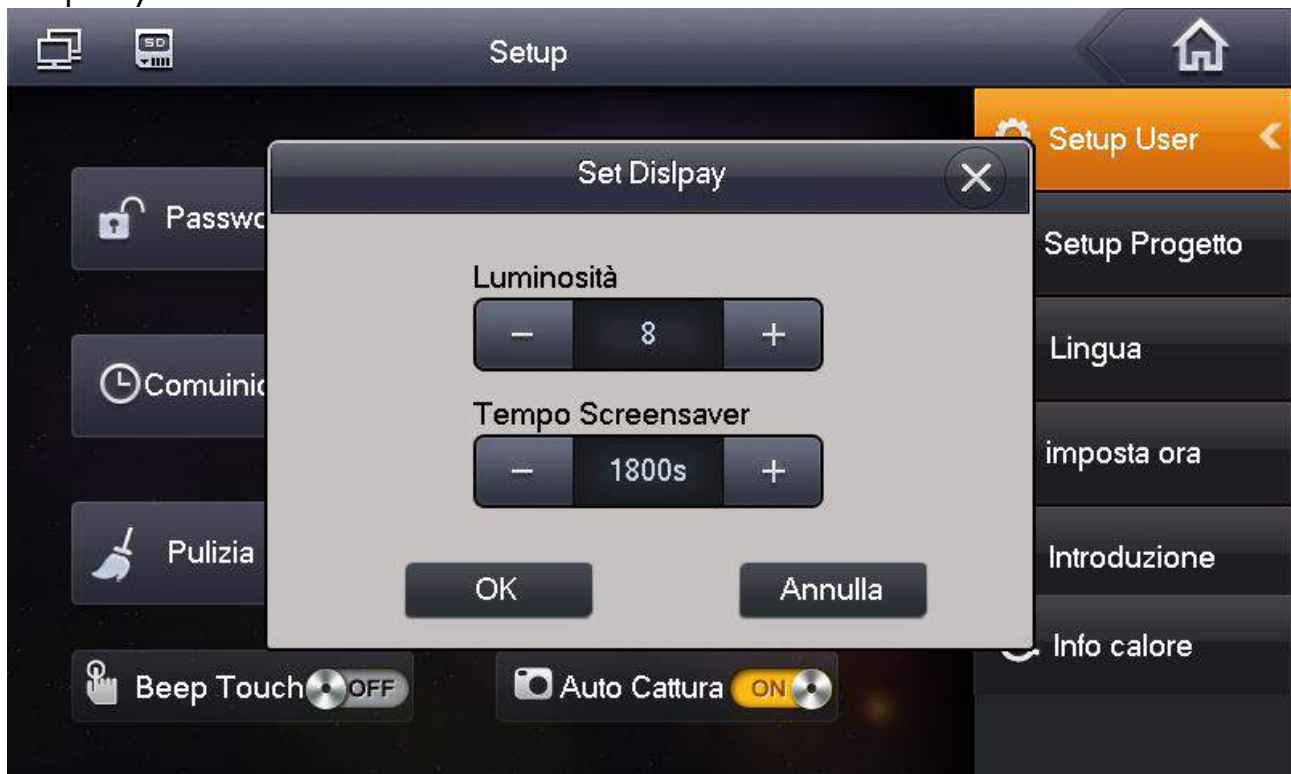 SD
Setup
Setup User
Set Dislpay
Passwo
Setup Progetto
Luminosità
8
Lingua
Comuinic
Tempo Screensaver
imposta ora
1800s
Pulizia
Introduzione
OK
Annulla
Info calore
Beep Touch OFF
Auto Cattura ON